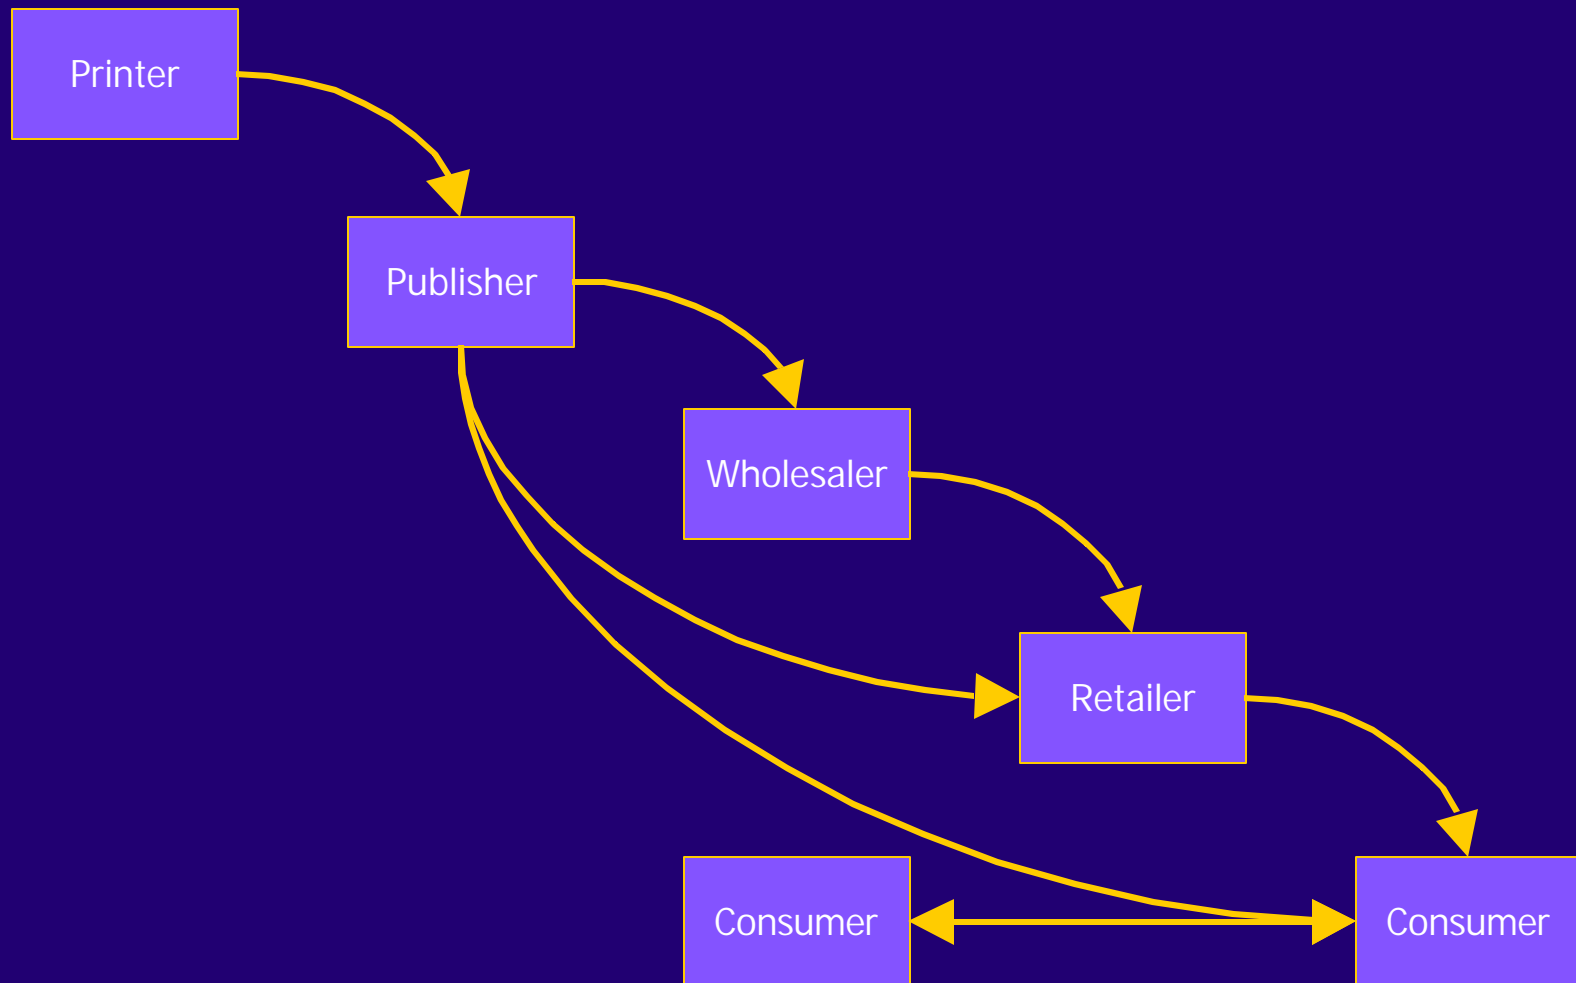 Printer
Publisher
Wholesaler
Retailer
Consumer
Consumer